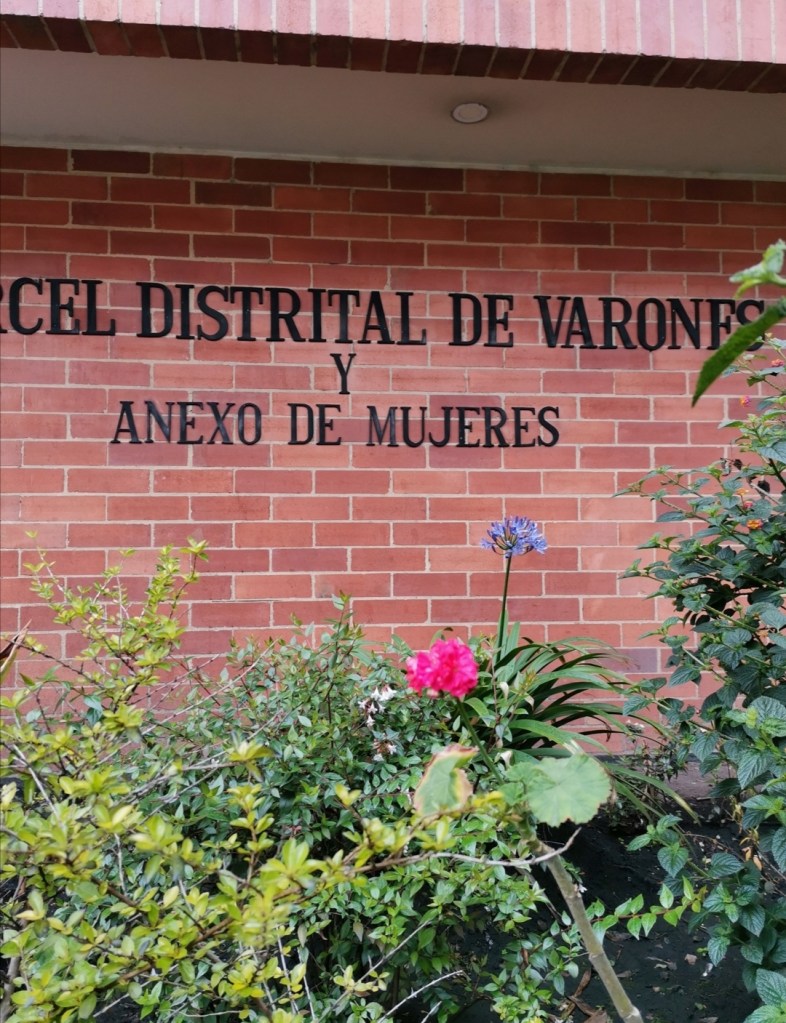 RCEL DISTRITAL DE VARONES
Y
ANEXO DE MUJERES